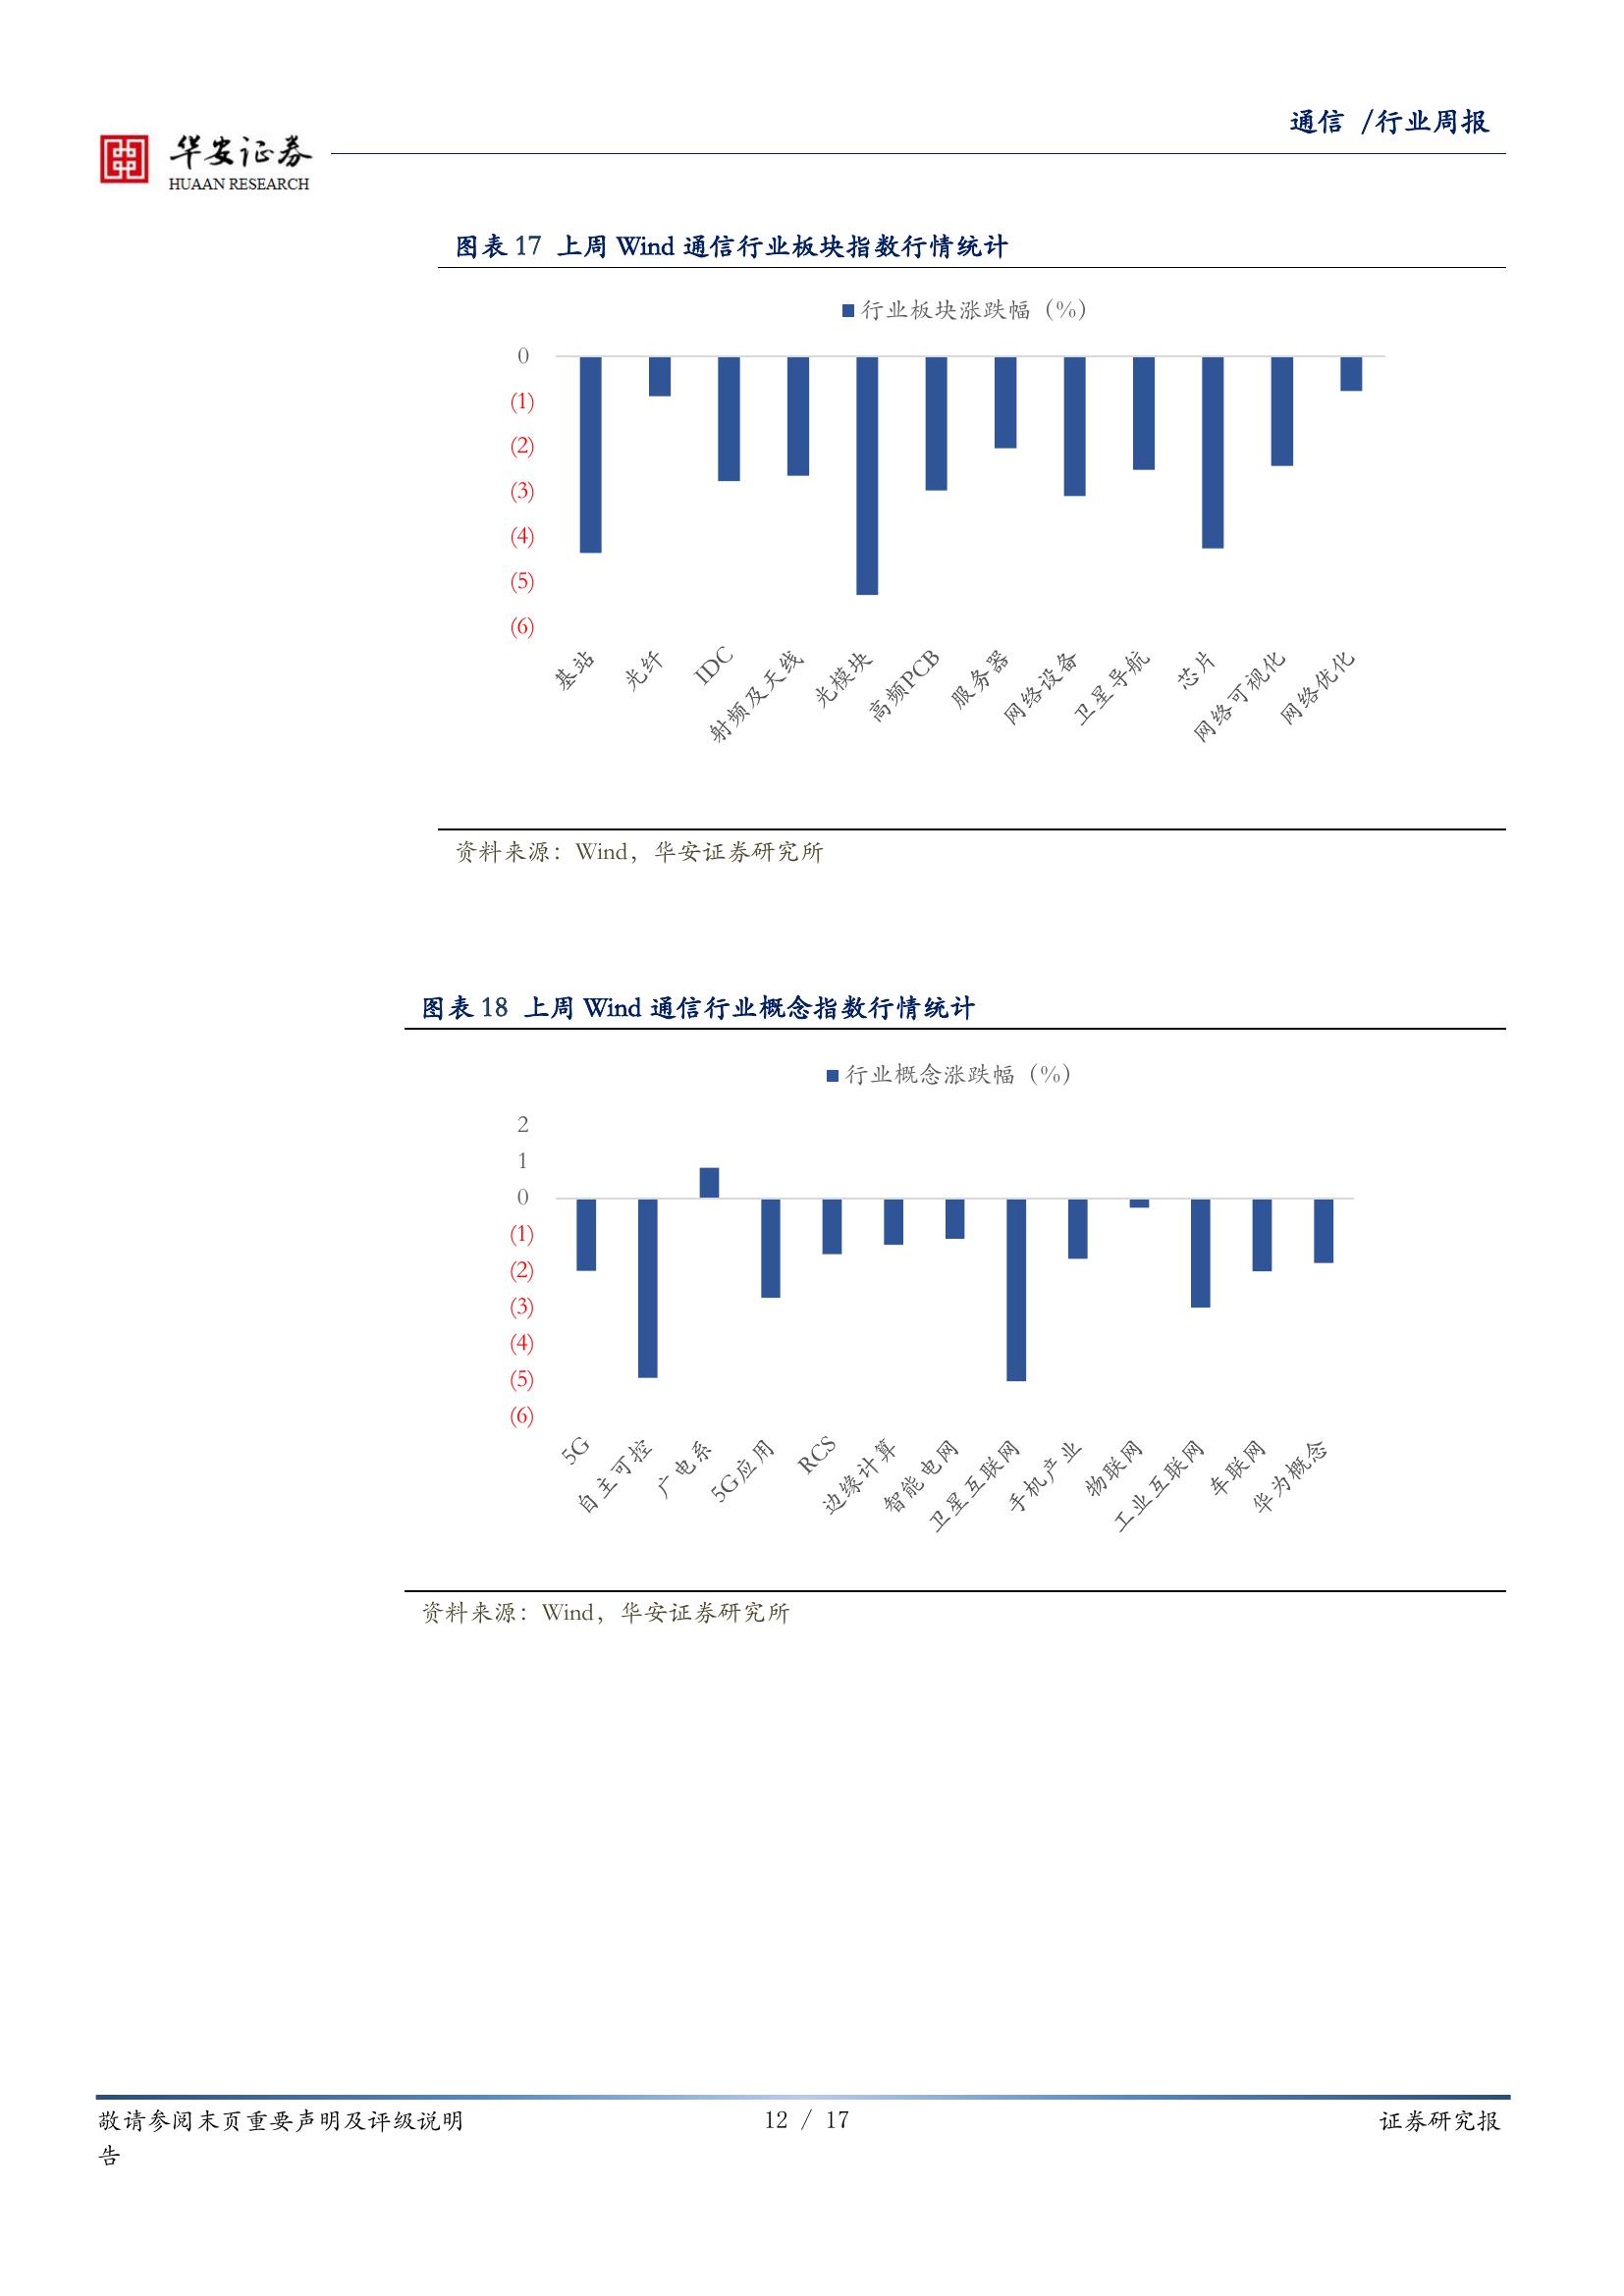 通信 /行业周报
华安证券
HUAAN RESEARCH
图表 17 上周 Wind 通信行业板块指数行情统计
行业板块涨跌幅（%）
0
(1)
(2)
(3)
(4)
(5)
(6)
基站
光纤
IDC
射频及天线
光模块
高频PCB
服务器
网络设备
卫星导航
芯片
网络可视化
网络优化
资料来源：Wind，华安证券研究所
图表 18 上周 Wind 通信行业概念指数行情统计
行业概念涨跌幅（%）
2
1
0
(1)
(2)
(3)
(4)
(5)
(6)
5G
自主可控
广电系
5G应用
RCS
边缘计算
智能电网
卫星互联网
手机产业
物联网
工业互联网
车联网
华为概念
资料来源：Wind，华安证券研究所
敬请参阅末页重要声明及评级说明
12 / 17
证券研究报
告